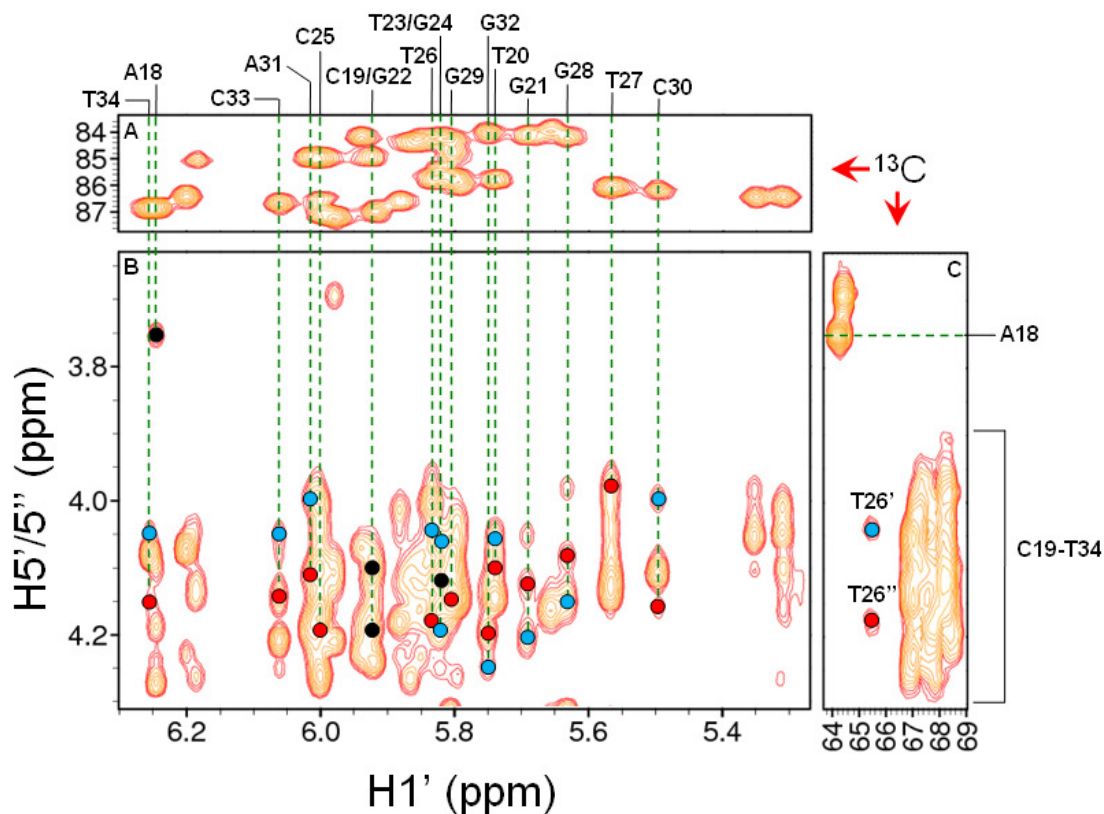 T23/G24
G32
C25
T26
T20
A18
A31
C19/G22
G29
G28
T34
C33
G21
T27
C30
A
84
85
86
87
¹³C
B
C
3.8
4.0
4.2
H5'/5'' (ppm)
A18
T26'
T26''
C19-T34
6.2
6.0
5.8
5.6
5.4
64
65
66
67
68
69
H1' (ppm)